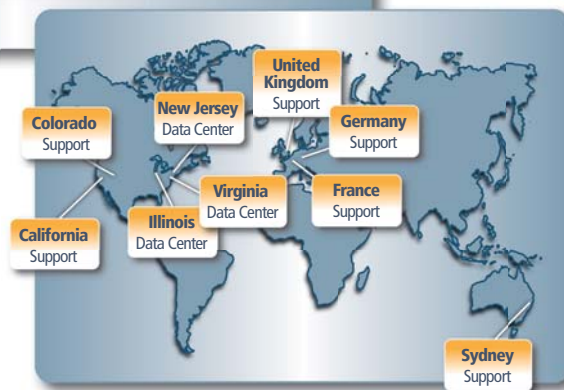 United
Kingdom
Support
New Jersey
Data Center
Colorado
Support
Germany
Support
Virginia
Data Center
France
Support
Illinois
Data Center
California
Support
Sydney
Support